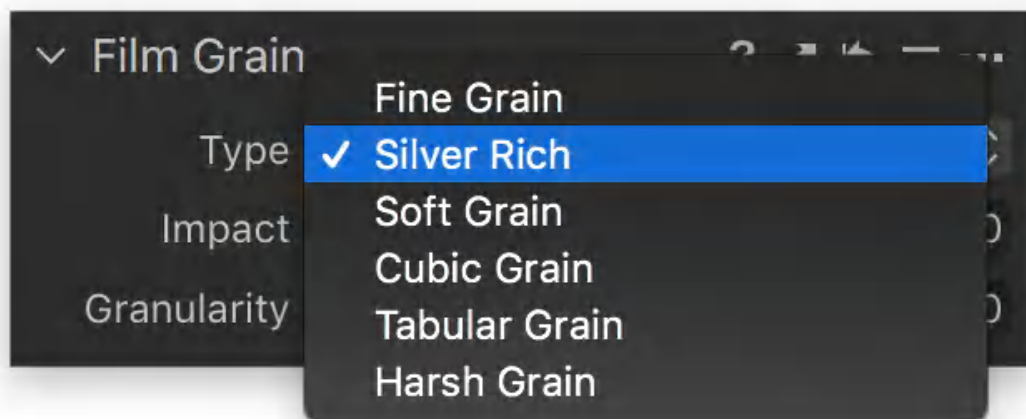 Film Grain
Fine Grain
Type ✓ Silver Rich
Soft Grain
Impact
Cubic Grain
Granularity
Tabular Grain
Harsh Grain